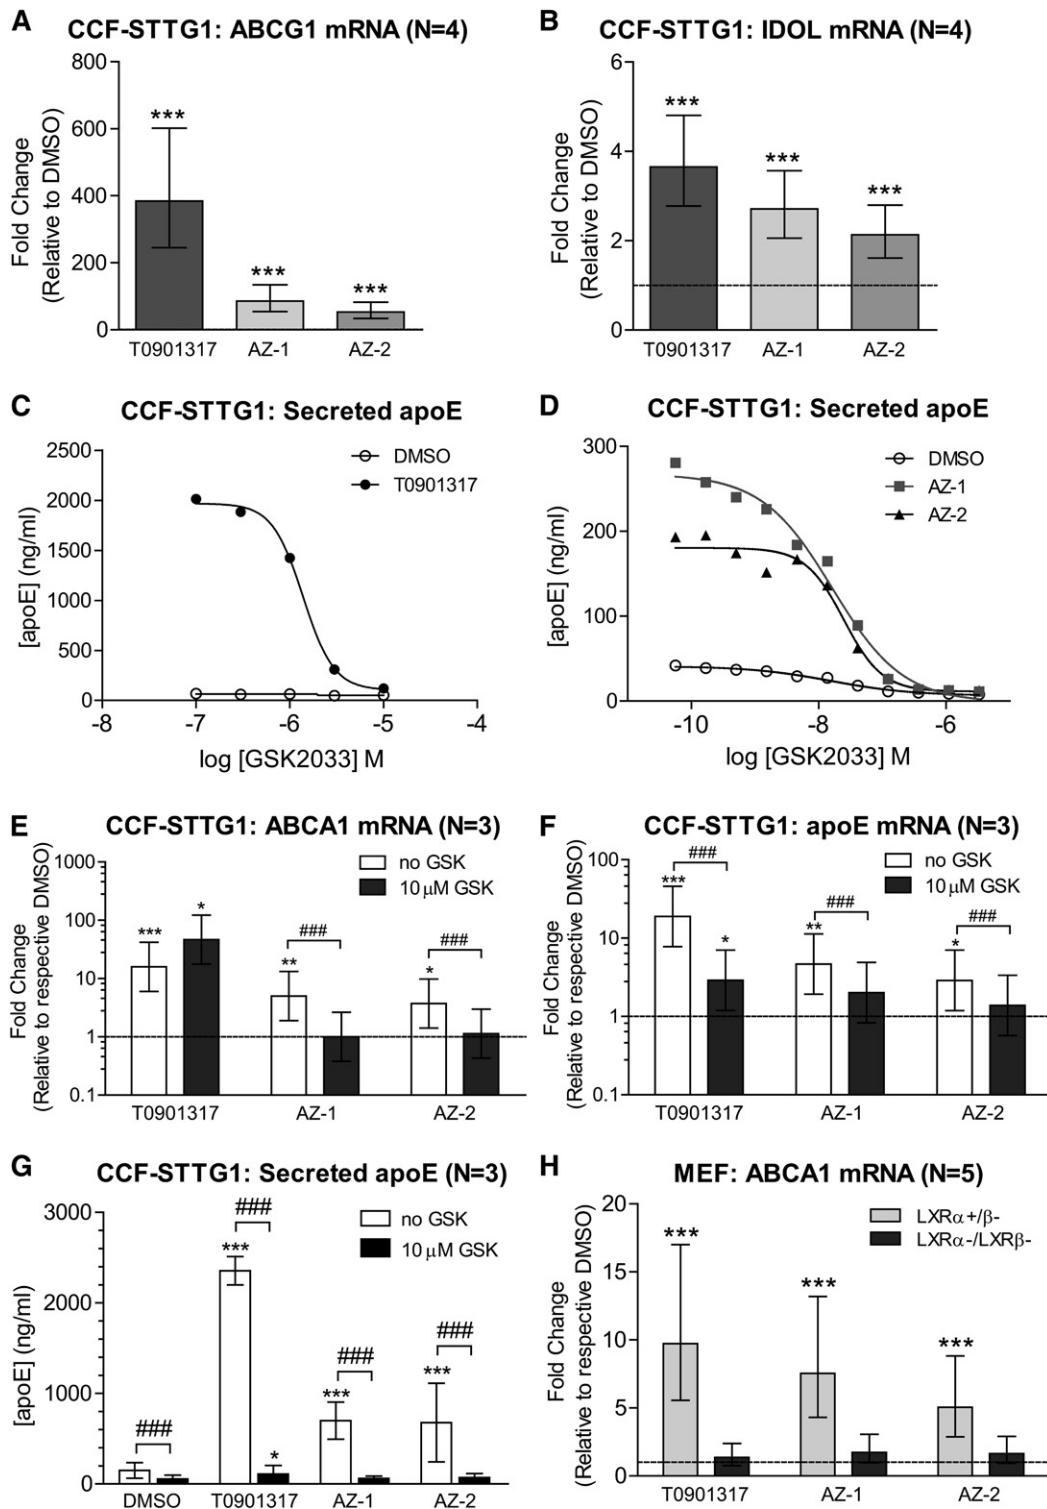 A
CCF-STTG1: ABCG1 mRNA (N=4)
Fold Change
(Relative to DMSO)
800
600
400
200
0
***
***
***
T0901317 AZ-1 AZ-2
B
CCF-STTG1: IDOL mRNA (N=4)
Fold Change
(Relative to DMSO)
6
4
2
0
***
***
***
T0901317 AZ-1 AZ-2
C
CCF-STTG1: Secreted apoE
[apoE] (ng/ml)
2500
2000
1500
1000
500
0
DMSO
T0901317
-8 -7 -6 -5 -4
log [GSK2033] M
D
CCF-STTG1: Secreted apoE
[apoE] (ng/ml)
300
200
100
0
DMSO
AZ-1
AZ-2
-10 -8 -6
log [GSK2033] M
E
CCF-STTG1: ABCA1 mRNA (N=3)
Fold Change
(Relative to respective DMSO)
1000
100
10
1
0.1
no GSK
10 μM GSK
***
*
**
###
*
###
T0901317 AZ-1 AZ-2
F
CCF-STTG1: apoE mRNA (N=3)
Fold Change
(Relative to respective DMSO)
100
10
1
0.1
no GSK
10 μM GSK
***
###
*
**
###
*
###
T0901317 AZ-1 AZ-2
G
CCF-STTG1: Secreted apoE (N=3)
[apoE] (ng/ml)
3000
2000
1000
0
no GSK
10 μM GSK
###
***
###
*
***
###
***
###
DMSO T0901317 AZ-1 AZ-2
H
MEF: ABCA1 mRNA (N=5)
Fold Change
(Relative to respective DMSO)
20
15
10
5
0
LXRα+/β-
LXRα-/LXRβ-
***
***
***
T0901317 AZ-1 AZ-2